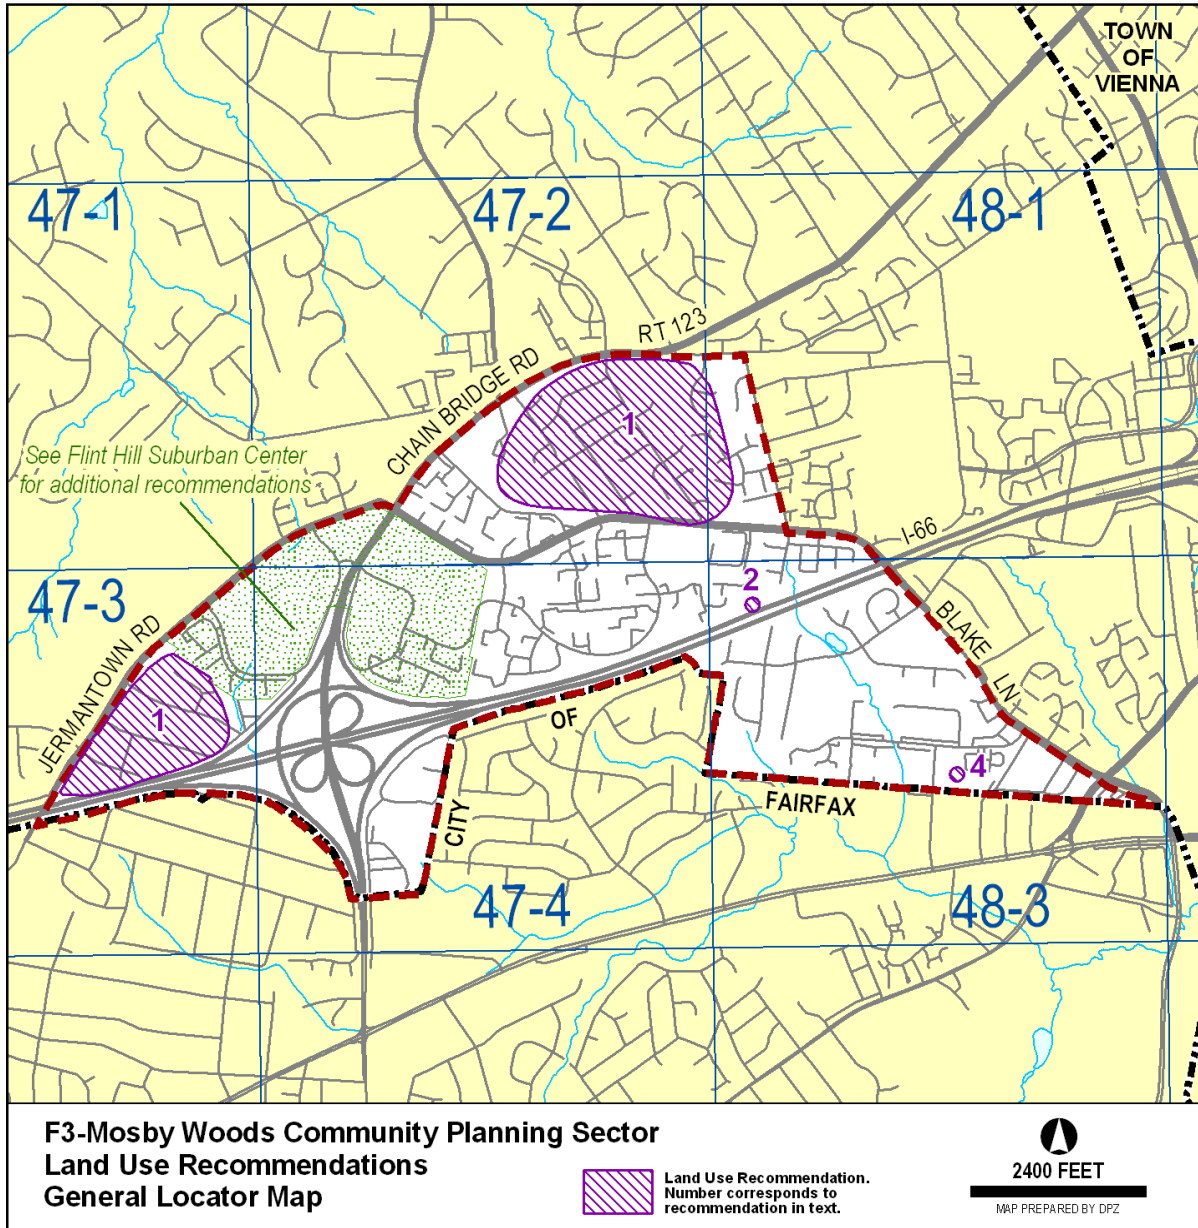 TOWN
OF
VIENNA
47-1
47-2
48-1
RT 123
CHAIN BRIDGE RD
1
See Flint Hill Suburban Center
for additional recommendations
I-66
47-3
2
JERMANTOWN RD
BLAKE LN
1
CITY OF FAIRFAX
4
47-4
48-3
F3-Mosby Woods Community Planning Sector
Land Use Recommendations
General Locator Map
Land Use Recommendation.
Number corresponds to
recommendation in text.
2400 FEET
MAP PREPARED BY DPZ